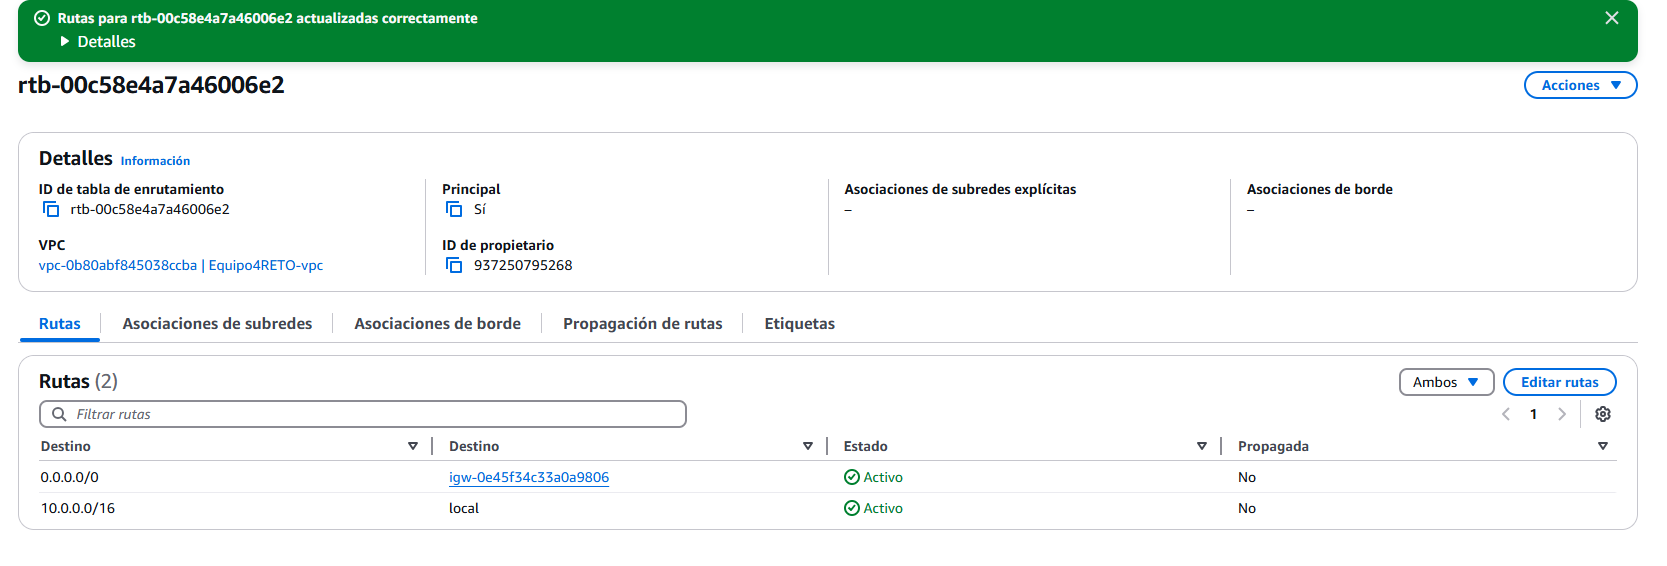 Rutas para rtb-00c58e4a7a46006e2 actualizadas correctamente
Detalles
rtb-00c58e4a7a46006e2
Acciones
Detalles Información
ID de tabla de enrutamiento
rtb-00c58e4a7a46006e2
Principal
Sí
Asociaciones de subredes explícitas
–
Asociaciones de borde
–
VPC
vpc-0b80abf845038ccba | Equipo4RETO-vpc
ID de propietario
937250795268
Rutas Asociaciones de subredes Asociaciones de borde Propagación de rutas Etiquetas
Rutas (2)
Ambos Editar rutas
Filtrar rutas
1
Destino Destino Estado Propagada
0.0.0.0/0 igw-0e45f34c33a0a9806 Activo No
10.0.0.0/16 local Activo No